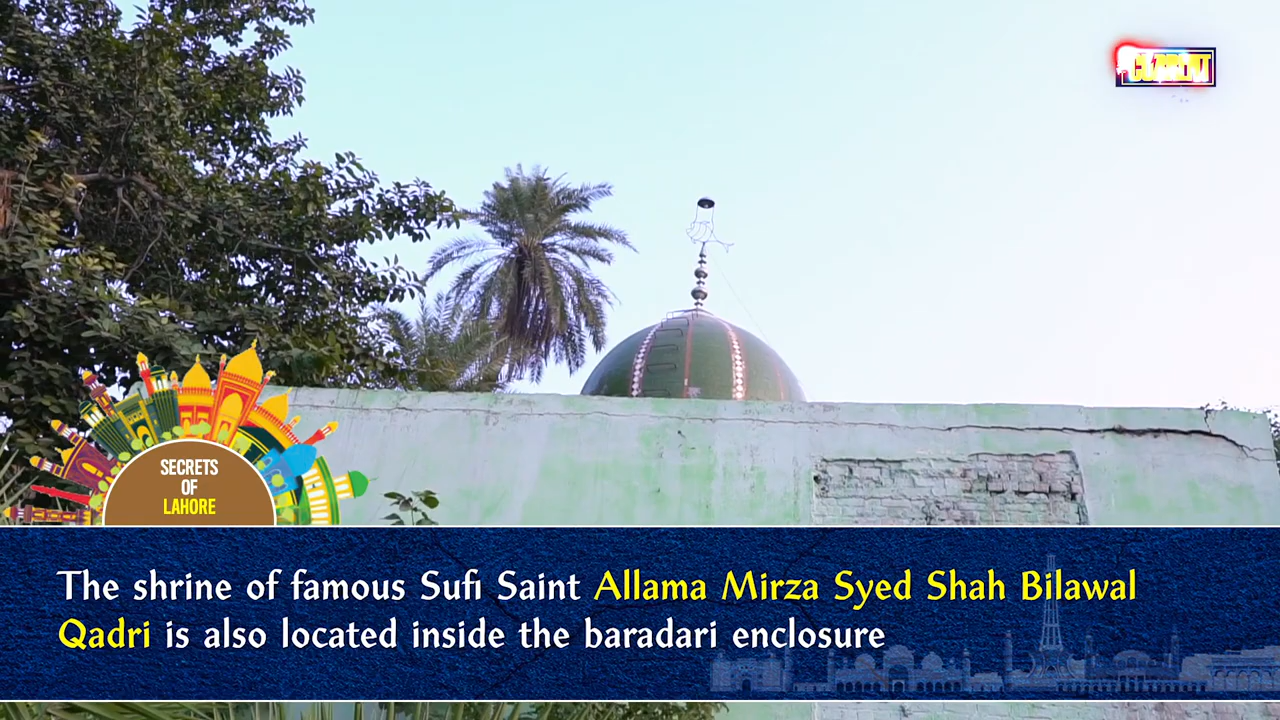 CURRENT
SECRETS
OF
LAHORE
The shrine of famous Sufi Saint Allama Mirza Syed Shah Bilawal
Qadri is also located inside the baradari enclosure